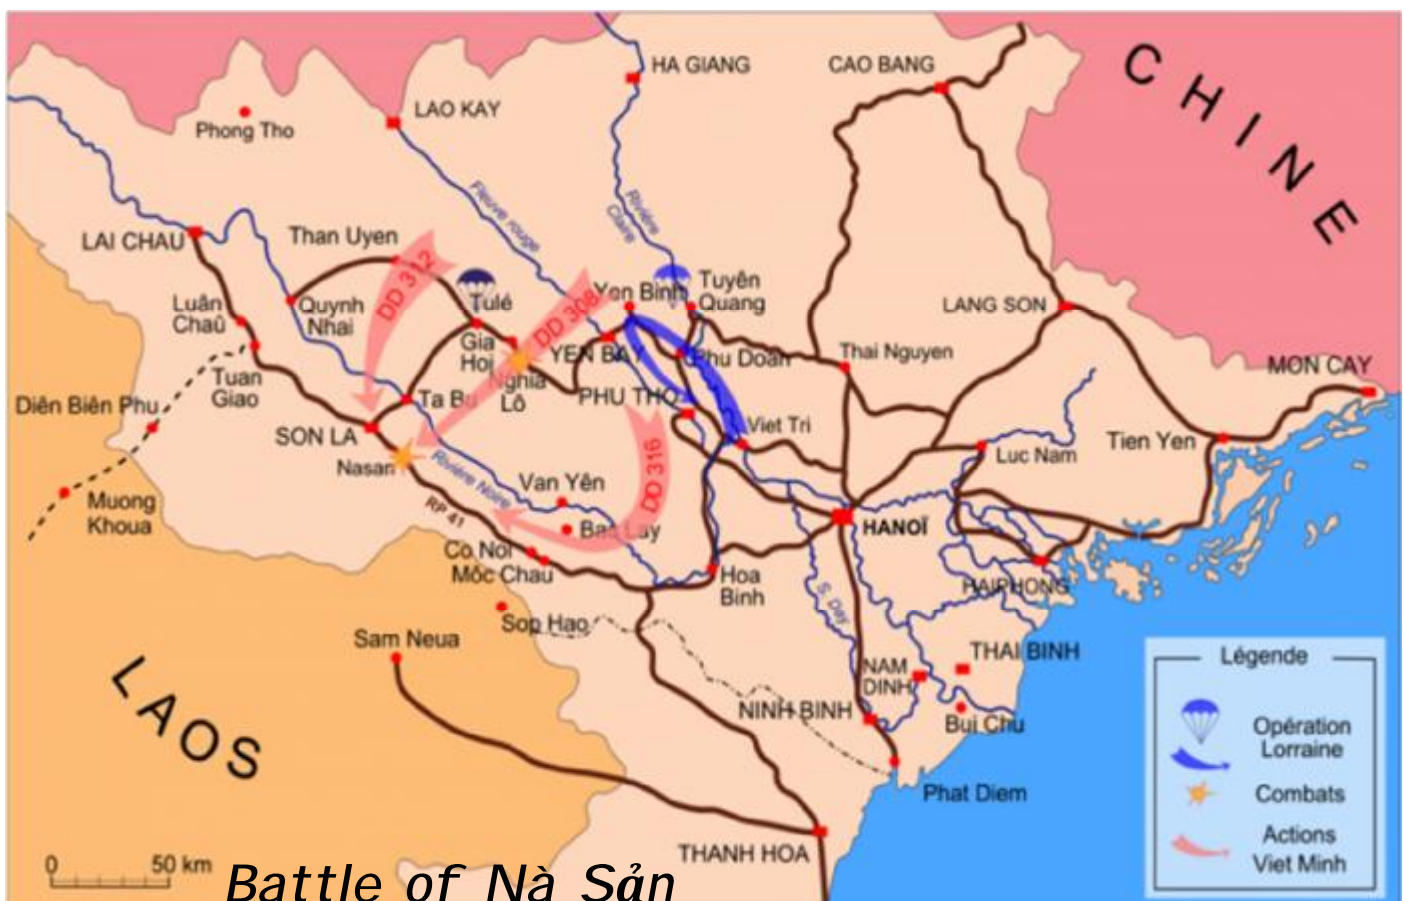 CHINE
HA GIANG
CAO BANG
LAO KAY
Phong Tho
Fleuve rouge
Rivière
Claire
LAI CHAU
Than Uyen
DD 312
Tulé
DD 308
Yen Binh
Tuyên
Quang
LANG SON
Luân
Chaû
Quynh
Nhai
Gia
Hoi
YEN BAY
Phu Doan
Thai Nguyen
MON CAY
Tuan
Giao
Nghia
Lô
PHU THO
Diên Biên Phu
Ta Bu
SON LA
Viet Tri
Tien Yen
Luc Nam
Nasan
Rivière Noire
Van Yên
DD 316
Muong
Khoua
RP 41
Bac Lay
HANOÏ
Co Noi
Môc Chau
Hoa
Binh
HAIPHONG
S. Day
Sop Hao
Sam Neua
THAI BINH
NAM
DINH
LAOS
NINH BINH
Bui Chu
Phat Diem
THANH HOA
Légende
Opération
Lorraine
Combats
Actions
Viet Minh
0 50 km
Battle of Nà Sản